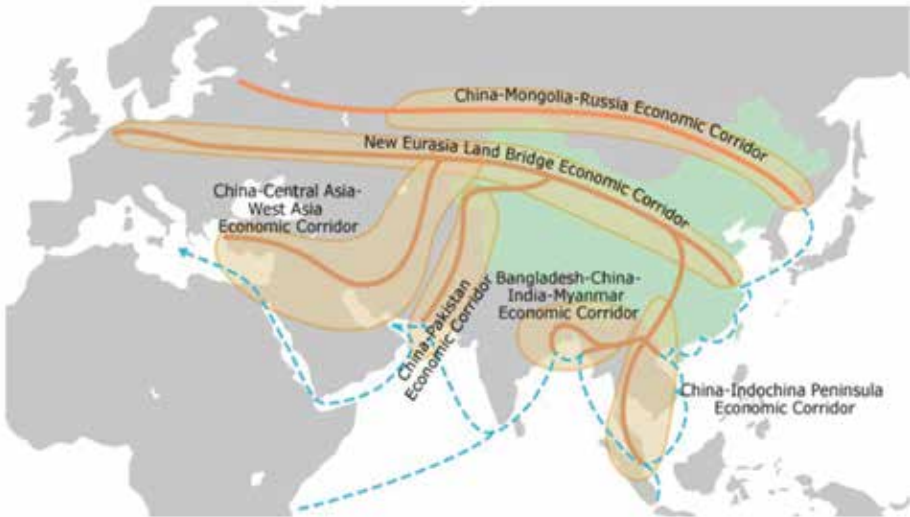 China-Mongolia-Russia Economic Corridor
New Eurasia Land Bridge Economic Corridor
China-Central Asia-
West Asia
Economic Corridor
China-Pakistan
Economic Corridor
Bangladesh-China-
India-Myanmar
Economic Corridor
China-Indochina Peninsula
Economic Corridor